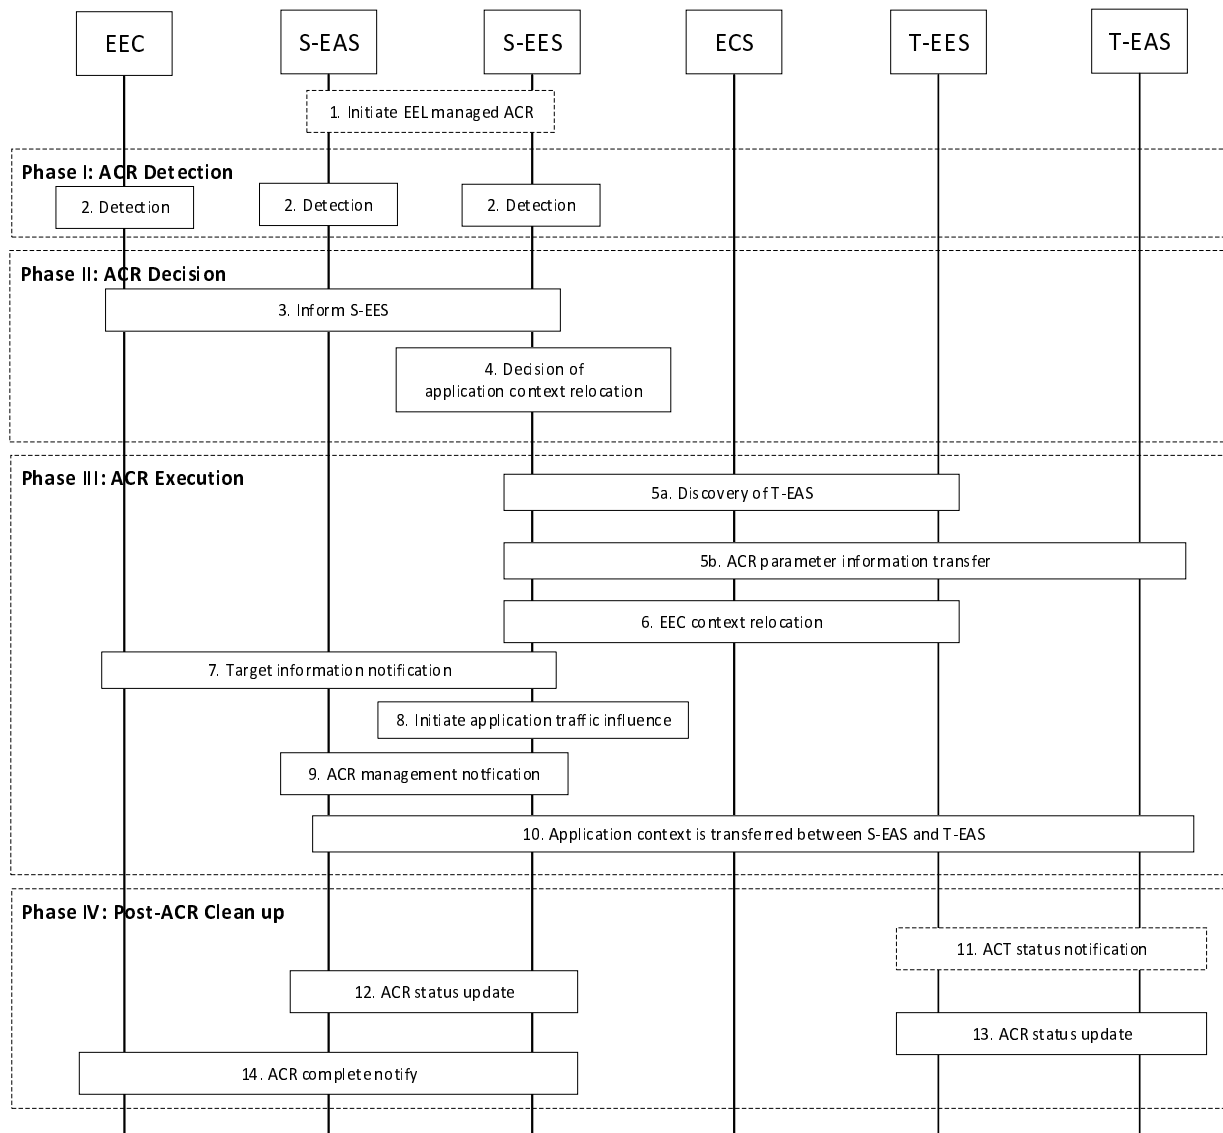 EEC
S-EAS
S-EES
ECS
T-EES
T-EAS
1. Initiate EEL managed ACR
Phase I: ACR Detection
2. Detection
2. Detection
2. Detection
Phase II: ACR Decision
3. Inform S-EES
4. Decision of
application context relocation
Phase III: ACR Execution
5a. Discovery of T-EAS
5b. ACR parameter information transfer
6. EEC context relocation
7. Target information notification
8. Initiate application traffic influence
9. ACR management notfication
10. Application context is transferred between S-EAS and T-EAS
Phase IV: Post-ACR Clean up
11. ACT status notification
12. ACR status update
13. ACR status update
14. ACR complete notify